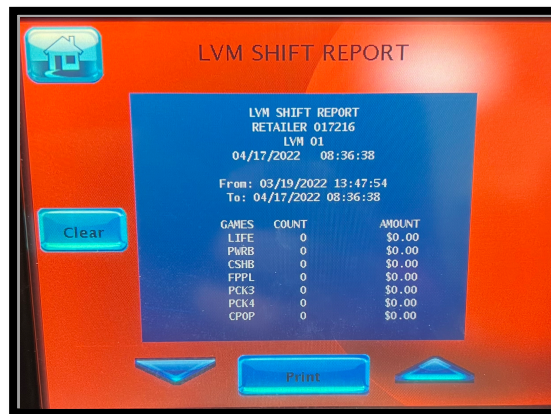 LVM SHIFT REPORT
LVM SHIFT REPORT
RETAILER 017216
LVM 01
04/17/2022 08:36:38
From: 03/19/2022 13:47:54
To: 04/17/2022 08:36:38
GAMES COUNT AMOUNT
LIFE 0 $0.00
PWRB 0 $0.00
CSHB 0 $0.00
FPPL 0 $0.00
PCK3 0 $0.00
PCK4 0 $0.00
CPOP 0 $0.00
Clear
Print